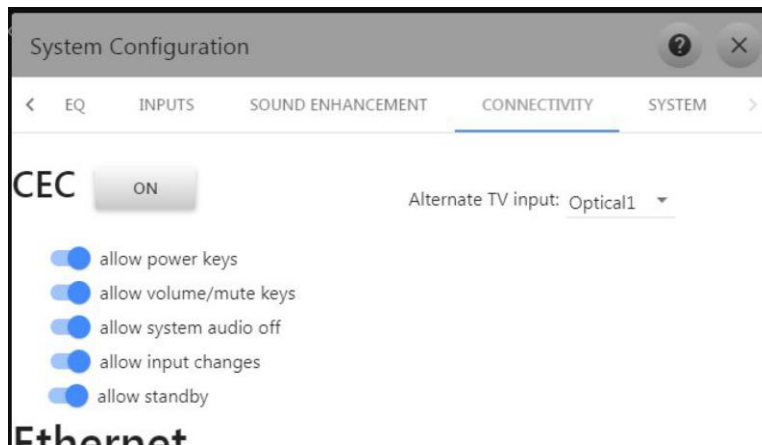 System Configuration
EQ INPUTS SOUND ENHANCEMENT CONNECTIVITY SYSTEM
CEC ON Alternate TV input: Optical1
allow power keys
allow volume/mute keys
allow system audio off
allow input changes
allow standby
Ethernet